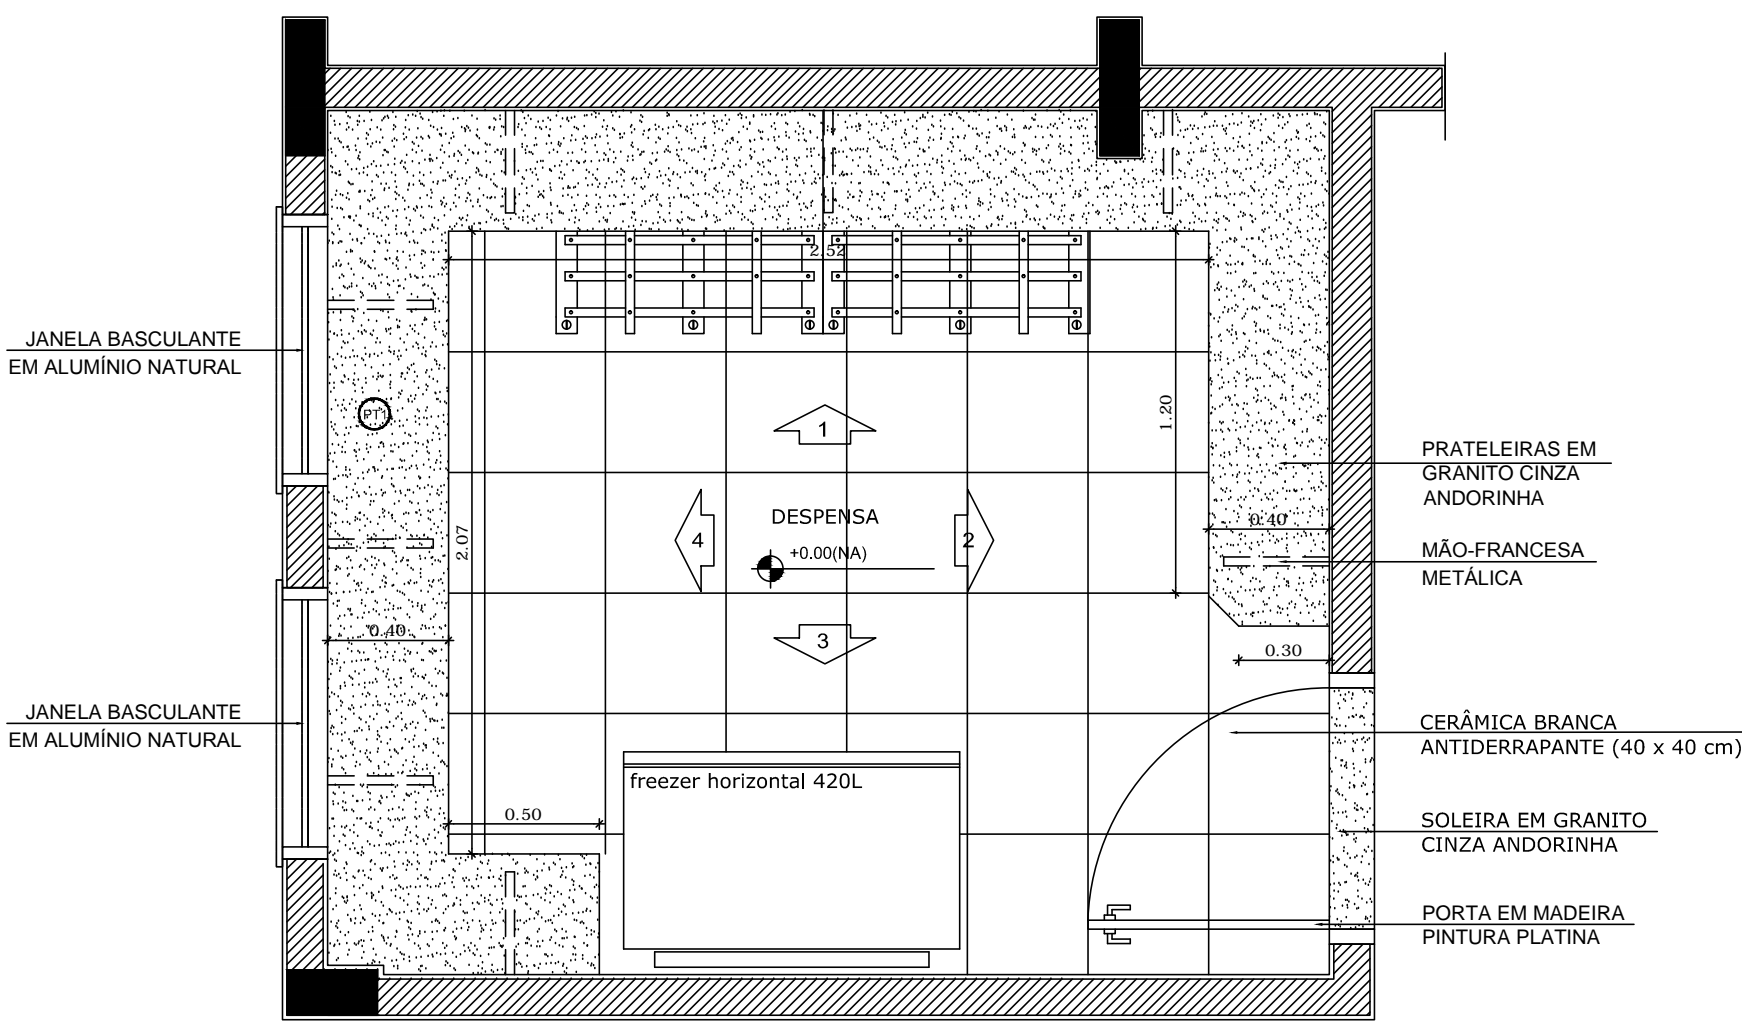 2.52
JANELA BASCULANTE
EM ALUMÍNIO NATURAL
PT1
1
1.20
PRATELEIRAS EM
GRANITO CINZA
ANDORINHA
DESPENSA
+0.00(NA)
4
2
2.07
0.40
MÃO-FRANCESA
METÁLICA
3
0.40
0.30
JANELA BASCULANTE
EM ALUMÍNIO NATURAL
CERÂMICA BRANCA
ANTIDERRAPANTE (40 x 40 cm)
freezer horizontal 420L
0.50
SOLEIRA EM GRANITO
CINZA ANDORINHA
PORTA EM MADEIRA
PINTURA PLATINA